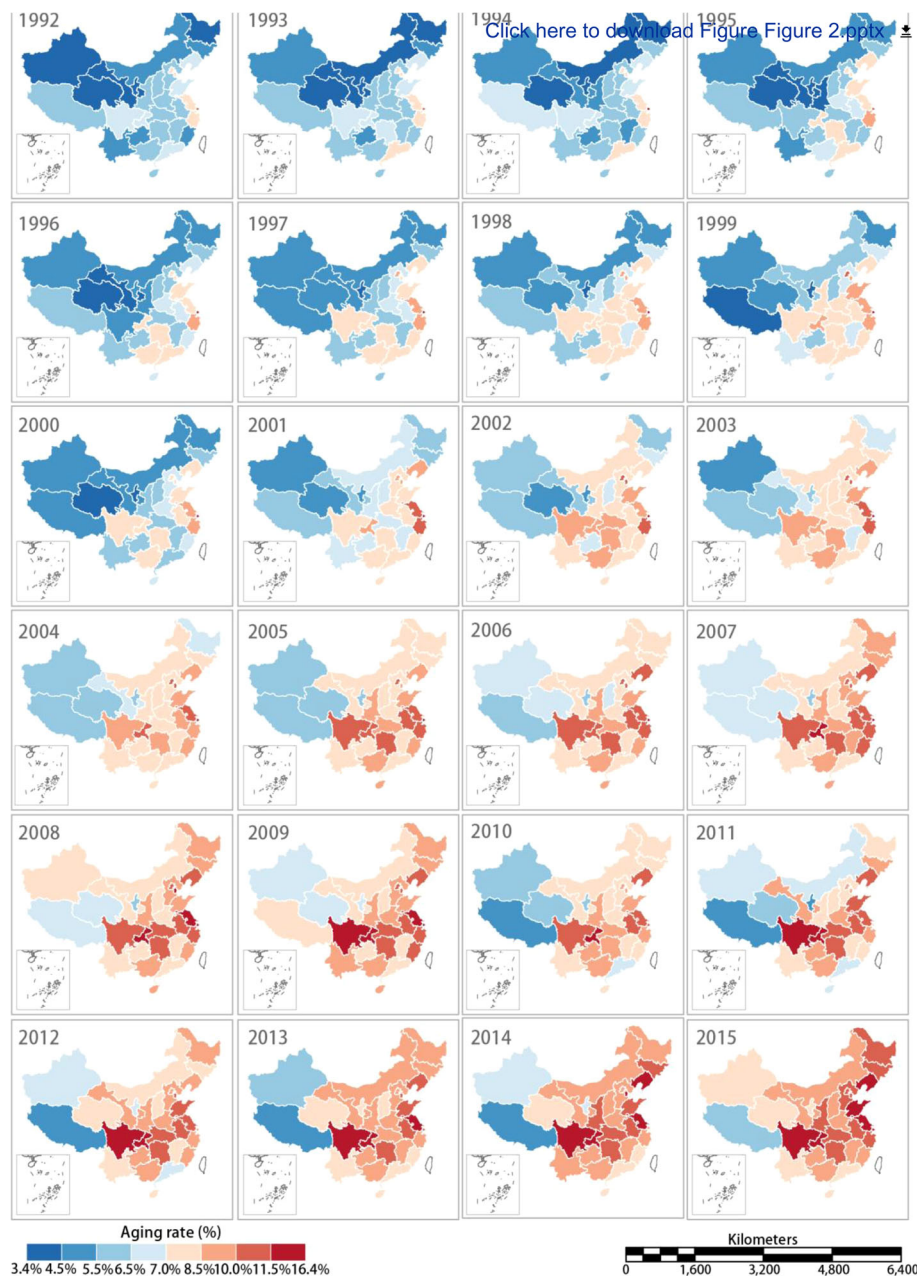 1992 1993 1994 1995
Click here to download Figure Figure 2.pptx
1996 1997 1998 1999
2000 2001 2002 2003
2004 2005 2006 2007
2008 2009 2010 2011
2012 2013 2014 2015
Aging rate (%)
3.4% 4.5% 5.5% 6.5% 7.0% 8.5% 10.0% 11.5% 16.4%
Kilometers
0 1,600 3,200 4,800 6,400